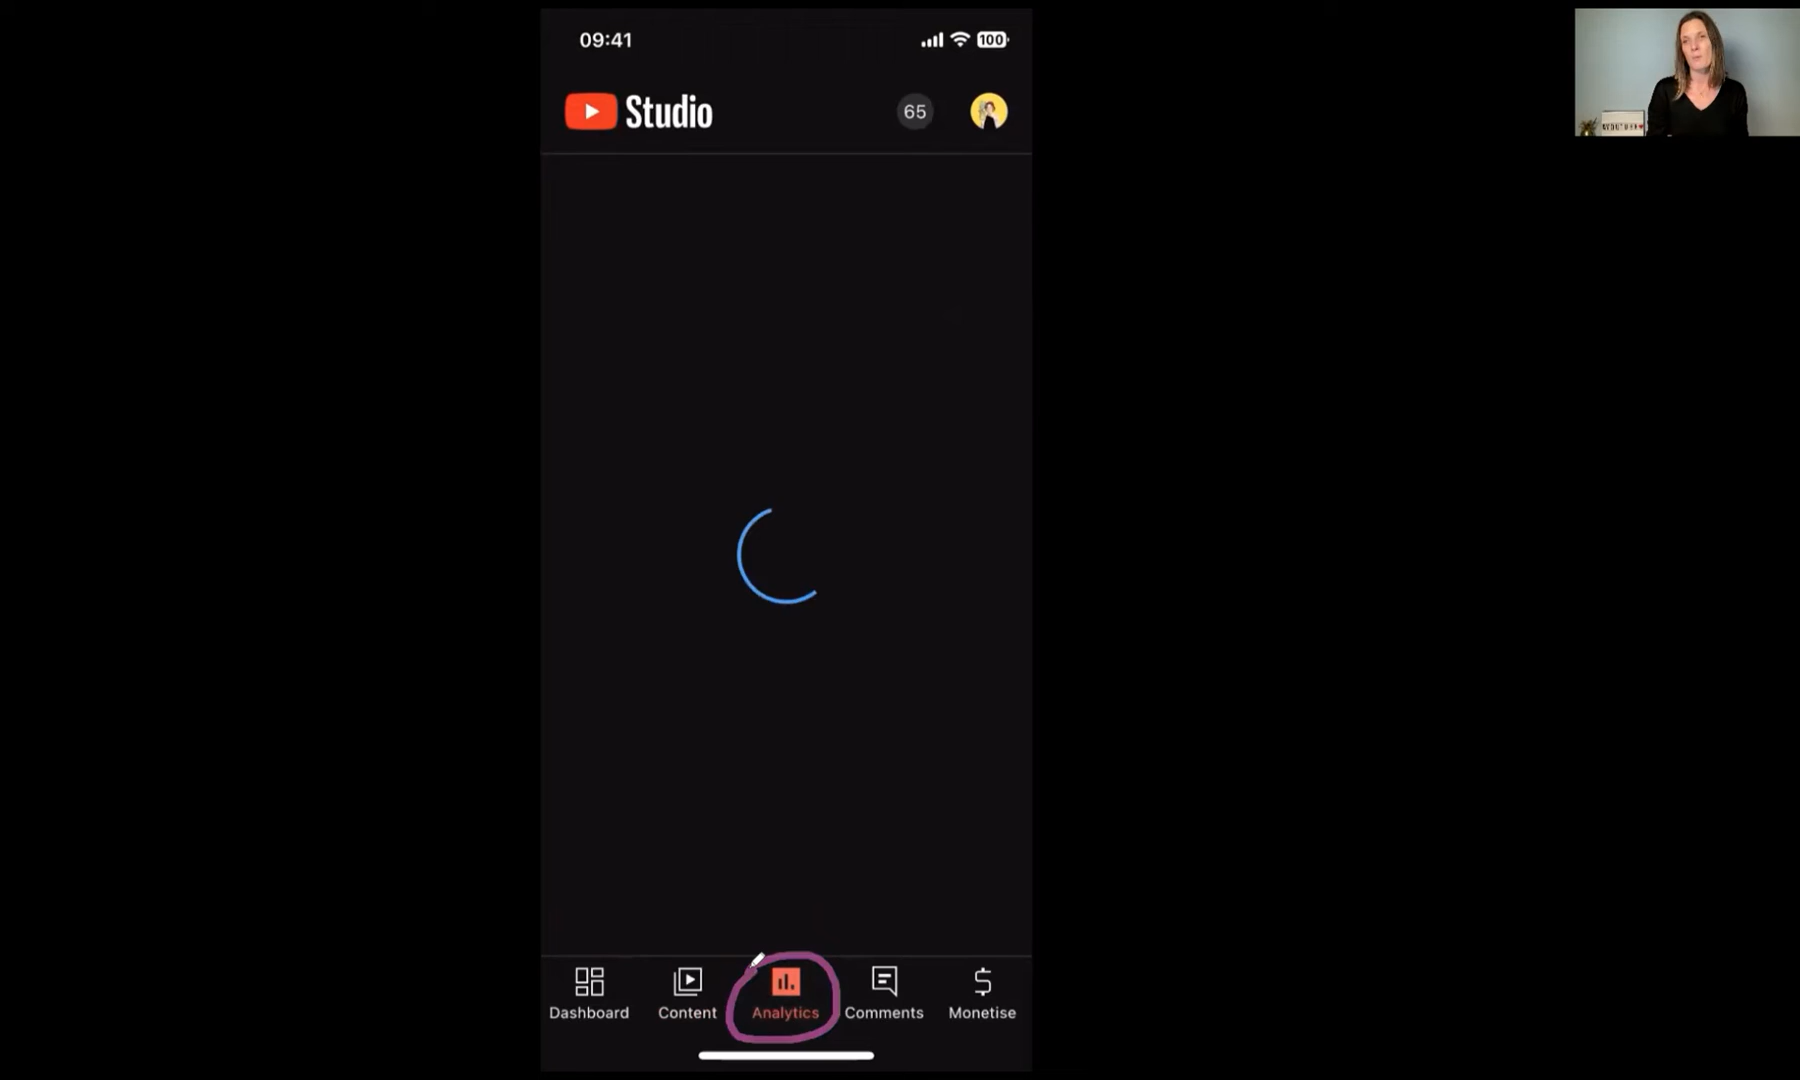 09:41
100
Studio
65
Dashboard
Content
Analytics
Comments
Monetise